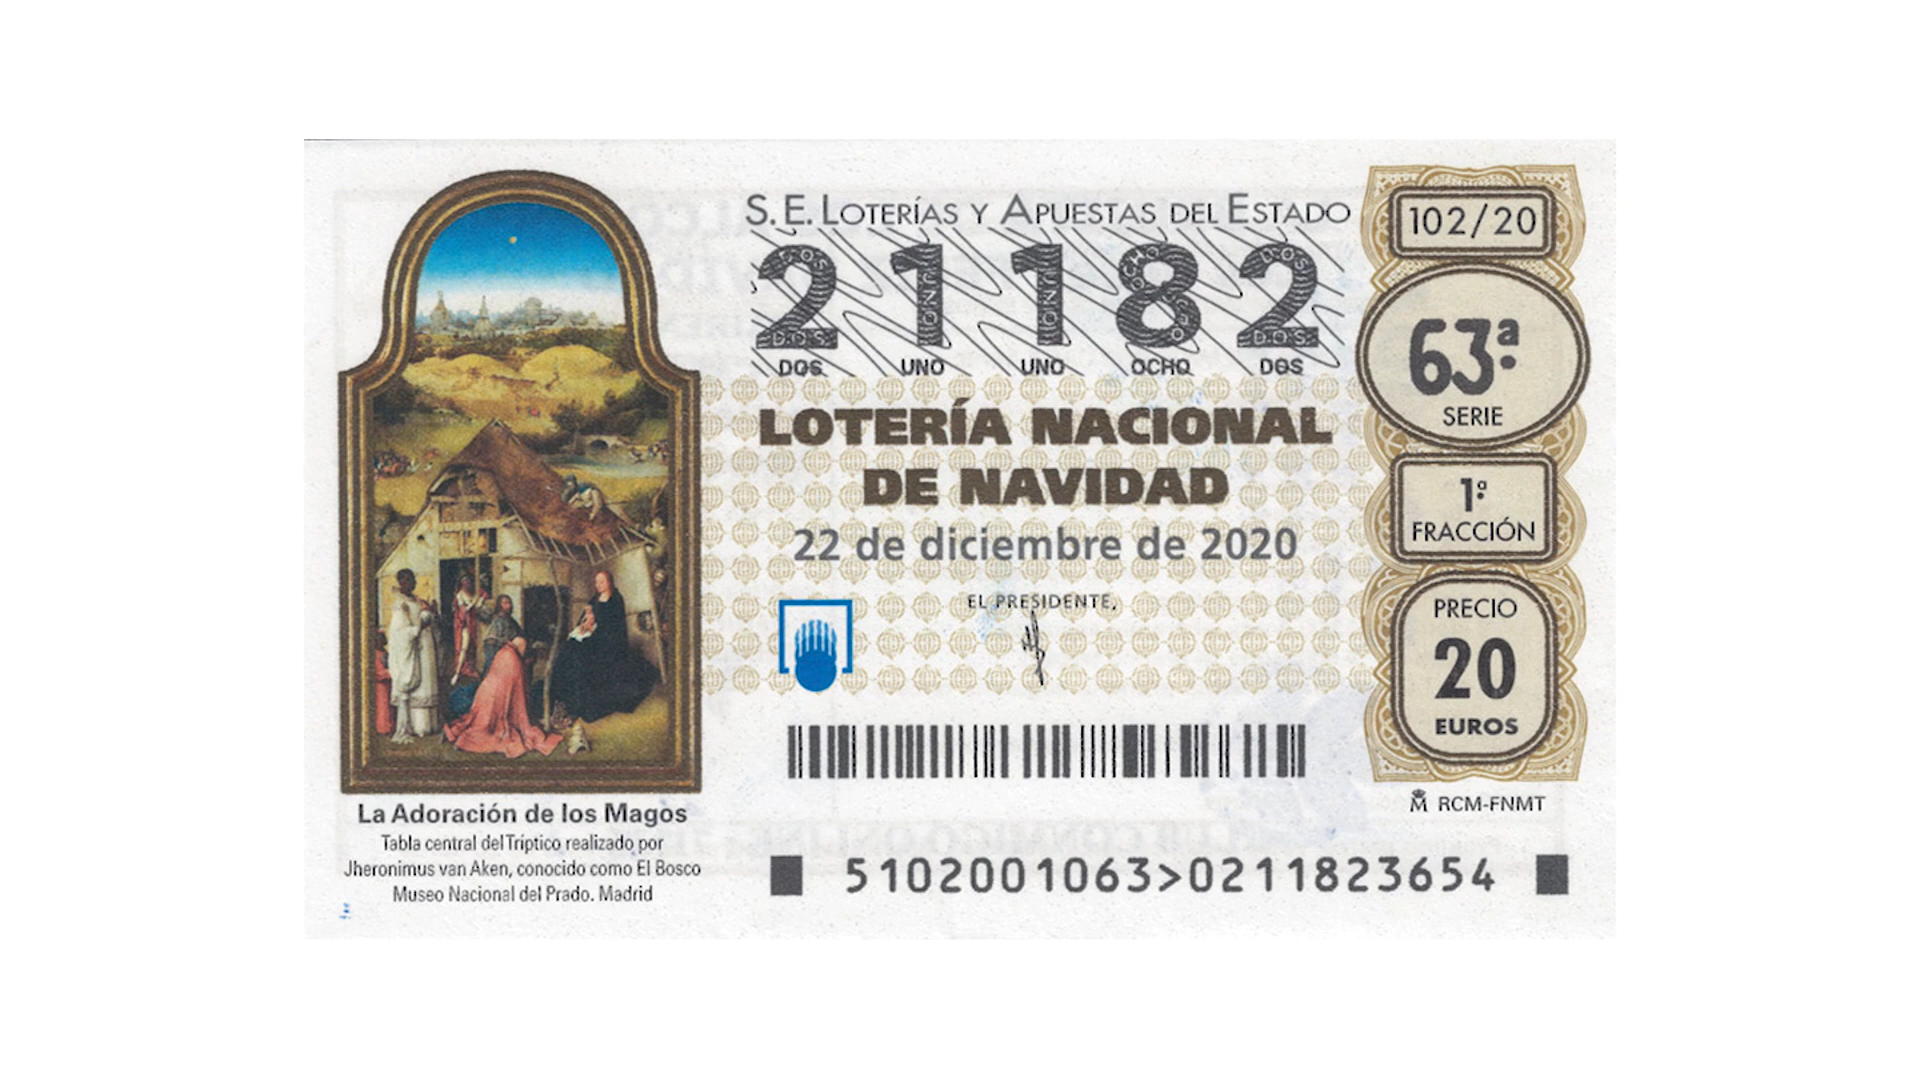 S. E. LOTERÍAS Y APUESTAS DEL ESTADO
21182
DOS UNO UNO OCHO DOS
LOTERÍA NACIONAL
DE NAVIDAD
22 de diciembre de 2020
EL PRESIDENTE,
102/20
63ª
SERIE
1ª
FRACCIÓN
PRECIO
20
EUROS
RCM-FNMT
La Adoración de los Magos
Tabla central del Tríptico realizado por
Jheronimus van Aken, conocido como El Bosco
Museo Nacional del Prado. Madrid
5102001063>0211823654